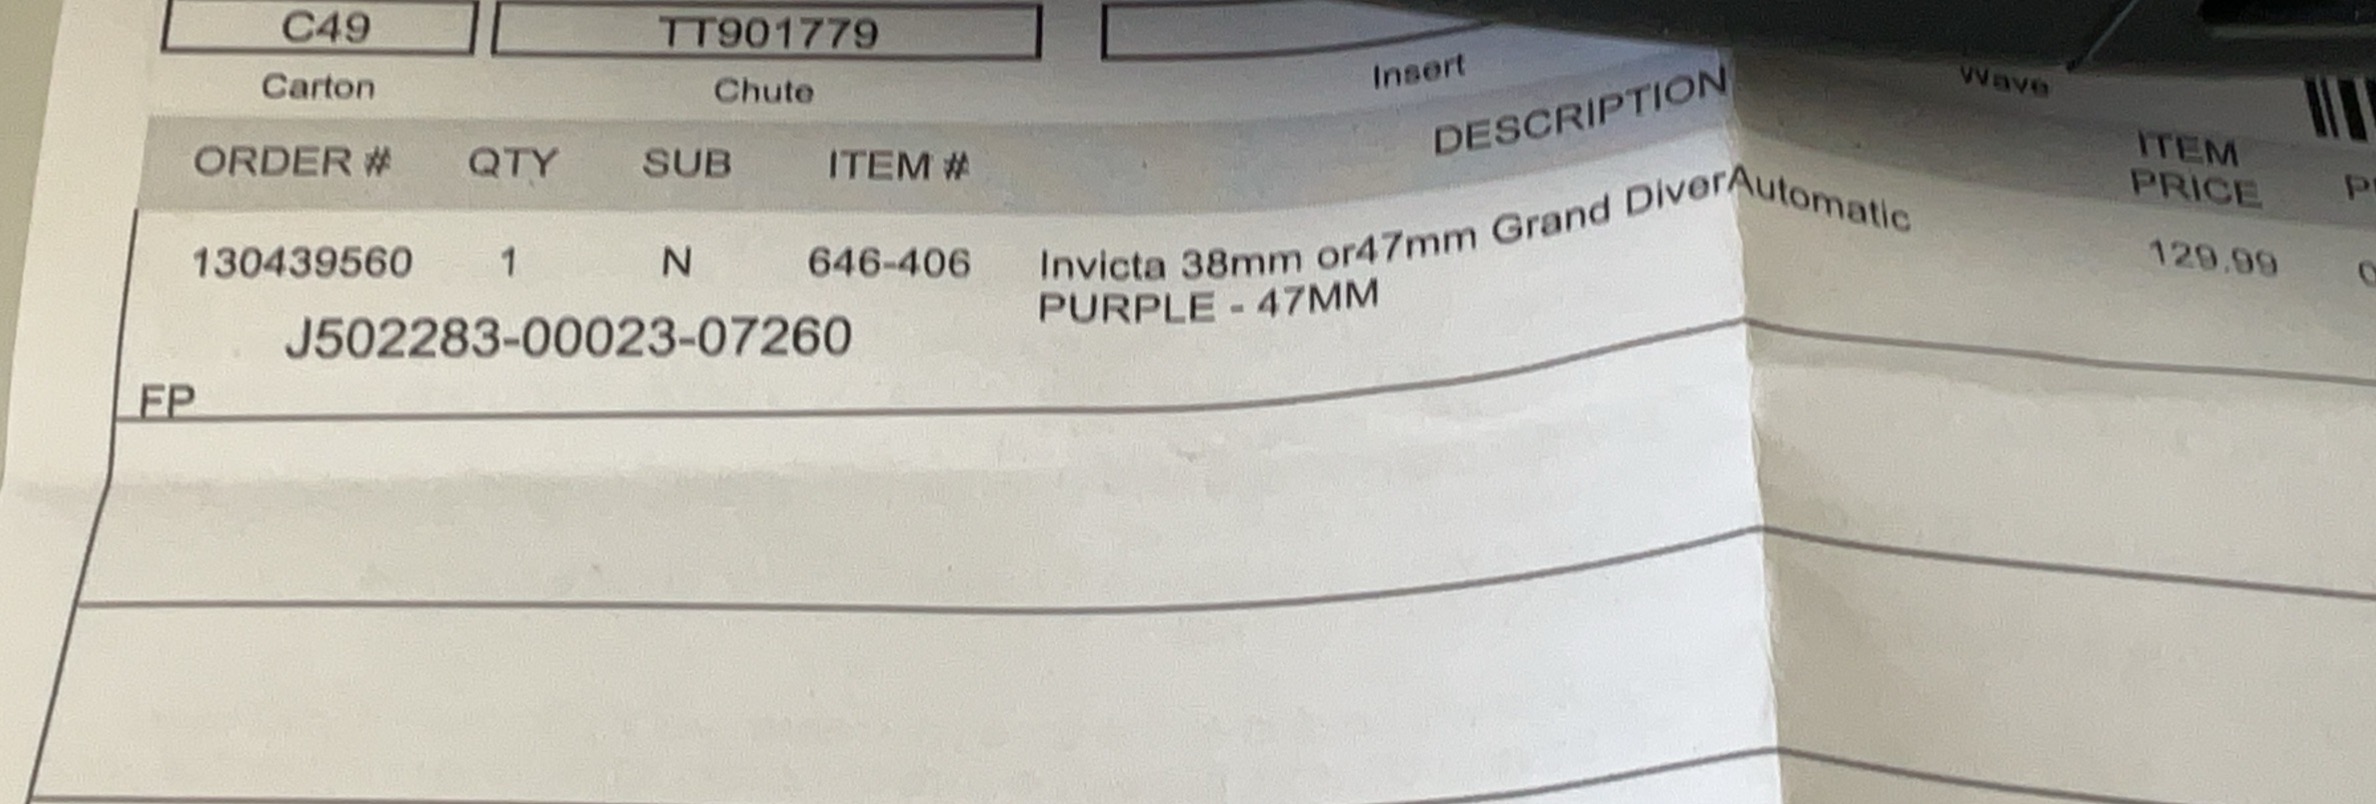 C49 TT901779
Carton Chute Insert Wave
ORDER # QTY SUB ITEM # DESCRIPTION ITEM PRICE
130439560 1 N 646-406 Invicta 38mm or47mm Grand DiverAutomatic 129.99
PURPLE - 47MM
J502283-00023-07260
FP